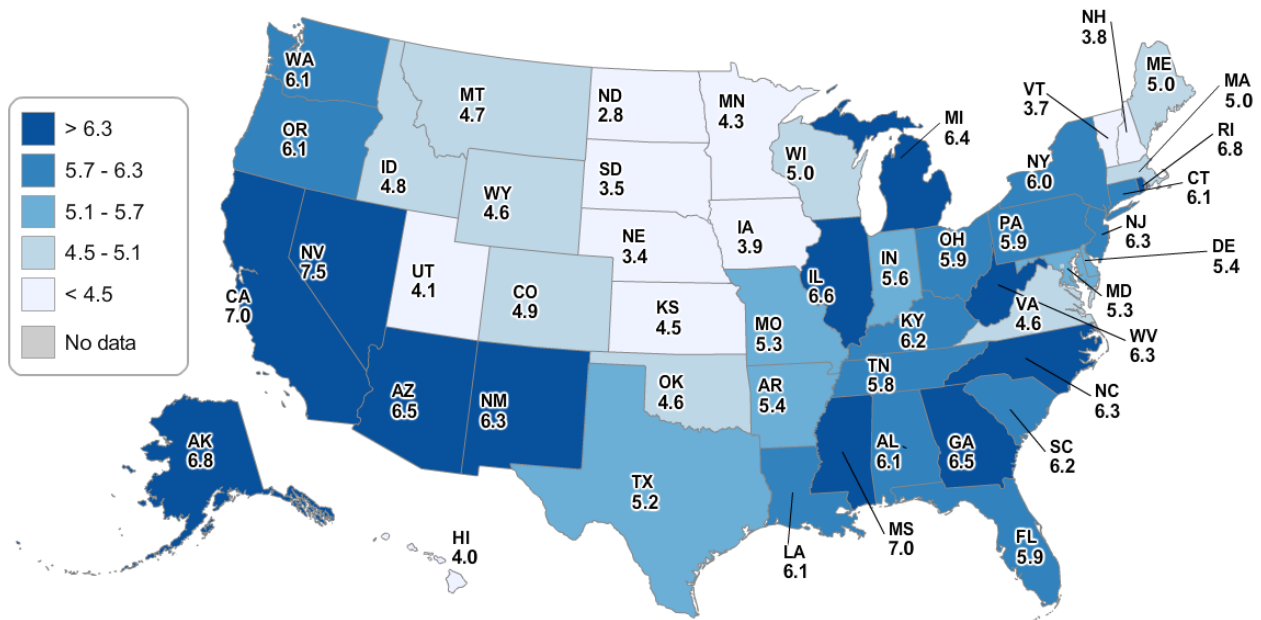 > 6.3
5.7 - 6.3
5.1 - 5.7
4.5 - 5.1
< 4.5
No data
WA
6.1
OR
6.1
CA
7.0
NV
7.5
ID
4.8
MT
4.7
WY
4.6
UT
4.1
CO
4.9
AZ
6.5
NM
6.3
ND
2.8
SD
3.5
NE
3.4
KS
4.5
OK
4.6
TX
5.2
MN
4.3
IA
3.9
MO
5.3
AR
5.4
LA
6.1
WI
5.0
IL
6.6
MI
6.4
IN
5.6
OH
5.9
KY
6.2
TN
5.8
MS
7.0
AL
6.1
GA
6.5
FL
5.9
SC
6.2
NC
6.3
WV
6.3
VA
4.6
MD
5.3
DE
5.4
PA
5.9
NJ
6.3
NY
6.0
CT
6.1
RI
6.8
MA
5.0
VT
3.7
NH
3.8
ME
5.0
AK
6.8
HI
4.0